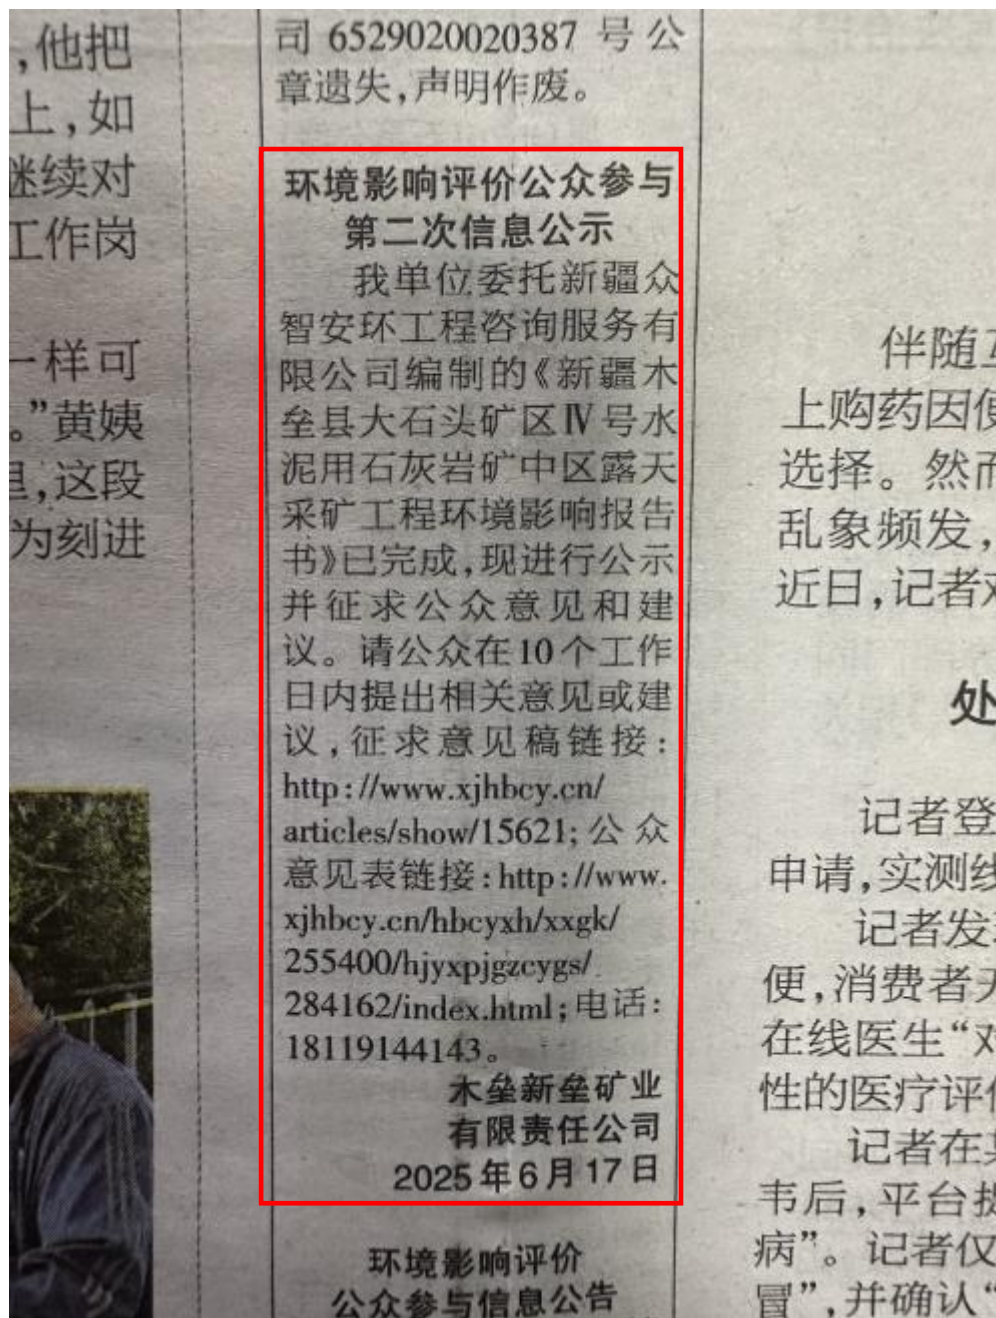 ,他把
上,如
继续对
工作岗
一样可
。”黄姨
里,这段
为刻进
司 6529020020387 号公
章遗失,声明作废。
环境影响评价公众参与
第二次信息公示
我单位委托新疆众
智安环工程咨询服务有
限公司编制的《新疆木
垒县大石头矿区Ⅳ号水
泥用石灰岩矿中区露天
采矿工程环境影响报告
书》已完成,现进行公示
并征求公众意见和建
议。请公众在10个工作
日内提出相关意见或建
议,征求意见稿链接:
http://www.xjhbcy.cn/
articles/show/15621;公众
意见表链接:http://www.
xjhbcy.cn/hbcyxh/xxgk/
255400/hjyxpjgzcygs/
284162/index.html;电话:
18119144143。
木垒新垒矿业
有限责任公司
2025年6月17日
环境影响评价
公众参与信息公告
伴随互
上购药因便
选择。然而
乱象频发,
近日,记者对
处
记者登
申请,实测线
记者发
便,消费者无
在线医生“对
性的医疗评价
记者在某
韦后,平台提
病”。记者仅
冒”,并确认“